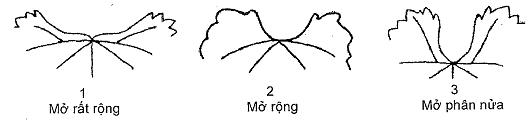 1
Mở rất rộng
2
Mở rộng
3
Mở phân nửa